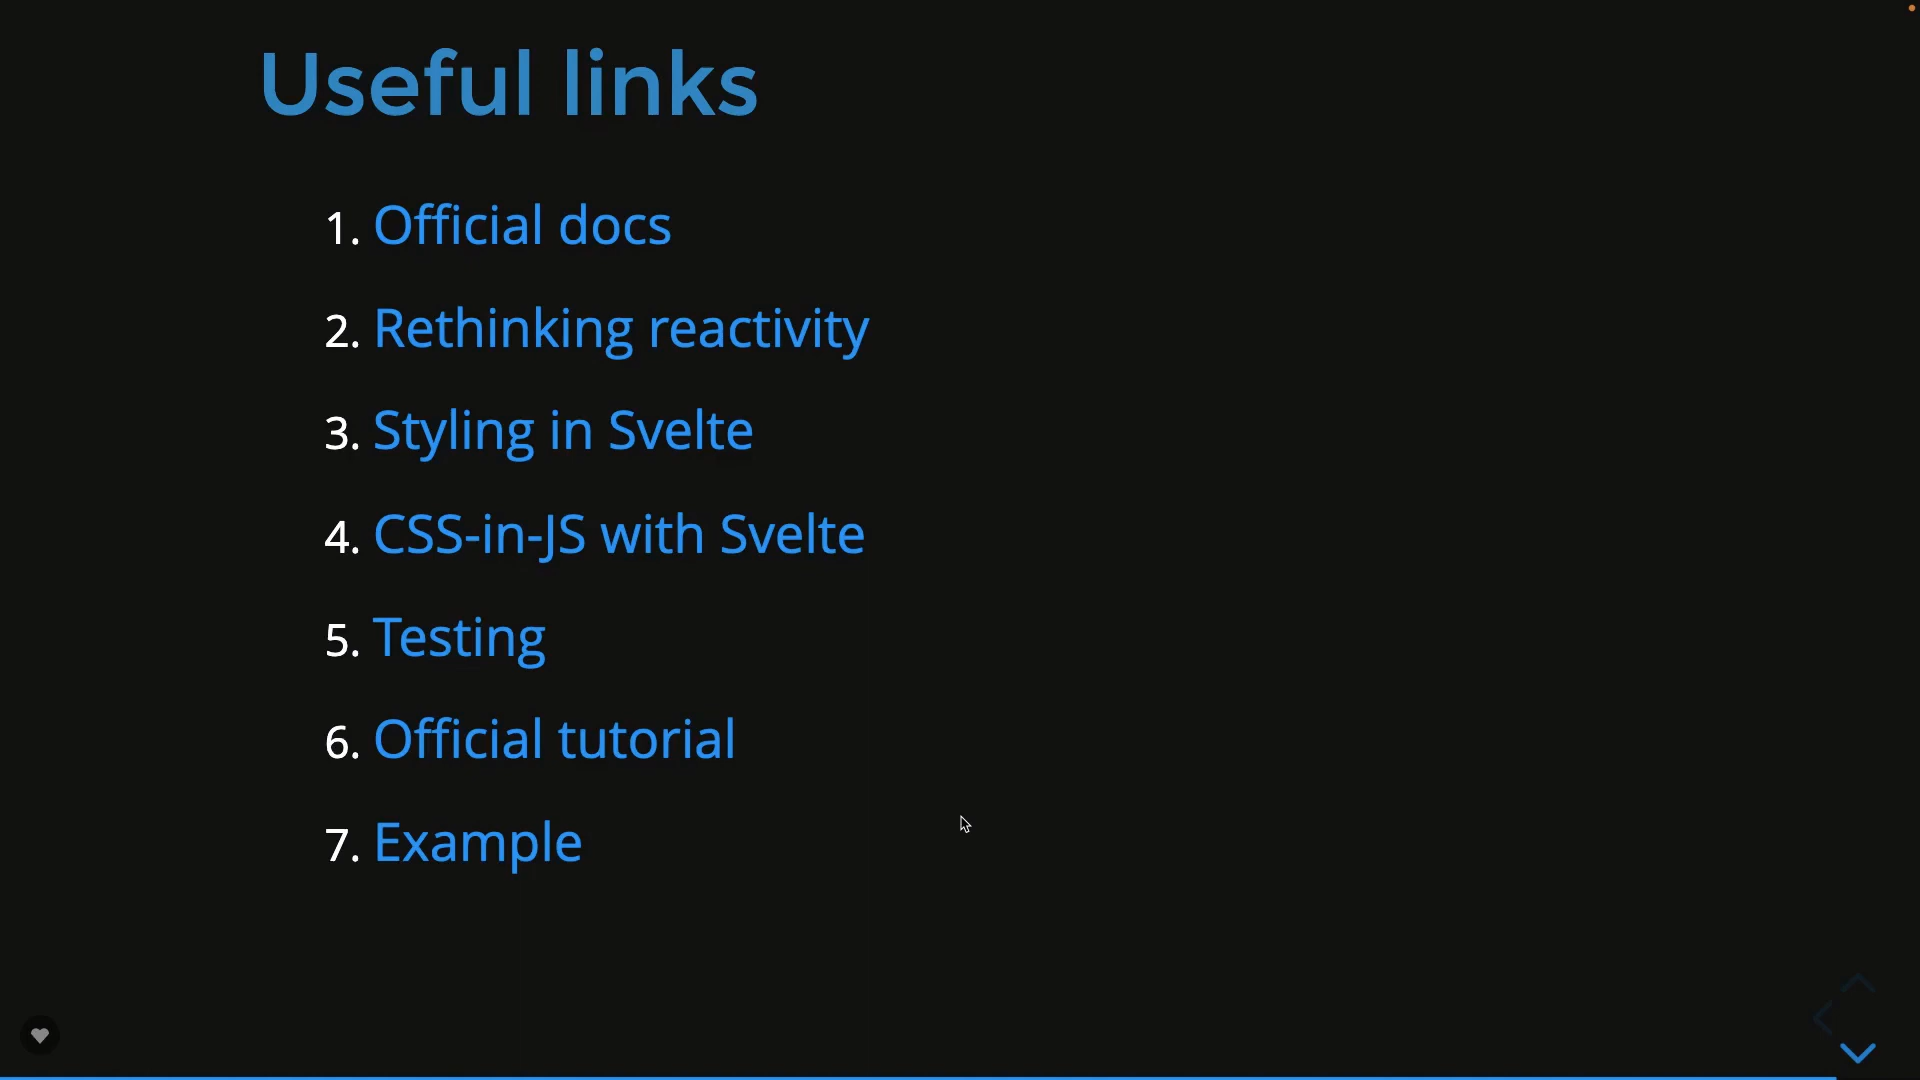 Useful links
1. Official docs
2. Rethinking reactivity
3. Styling in Svelte
4. CSS-in-JS with Svelte
5. Testing
6. Official tutorial
7. Example